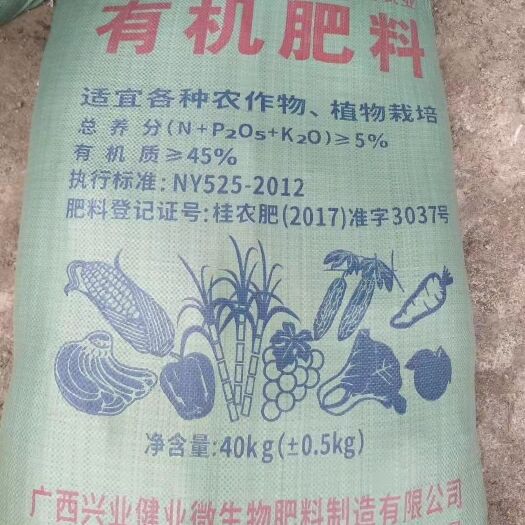 有机肥料
适宜各种农作物、植物栽培
总养分(N+P₂O₅+K₂O)≥5%
有机质≥45%
执行标准:NY525-2012
肥料登记证号:桂农肥(2017)准字3037号
净含量:40kg(±0.5kg)
广西兴业健业微生物肥料制造有限公司